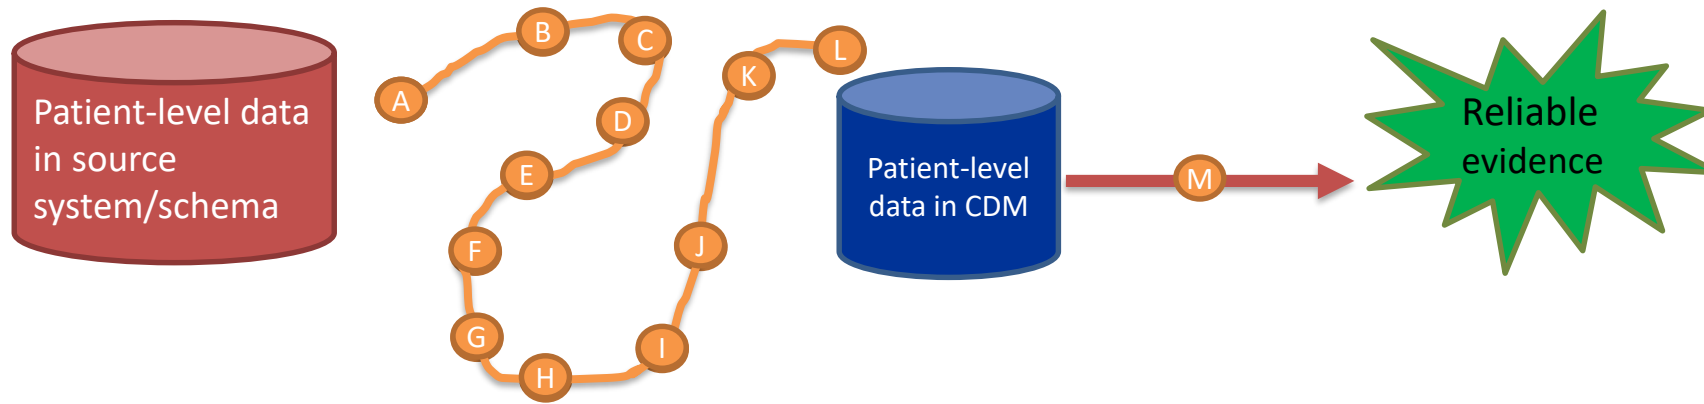 Patient-level data
in source
system/schema
A
B
C
D
E
F
G
H
I
J
K
L
Patient-level
data in CDM
M
Reliable
evidence